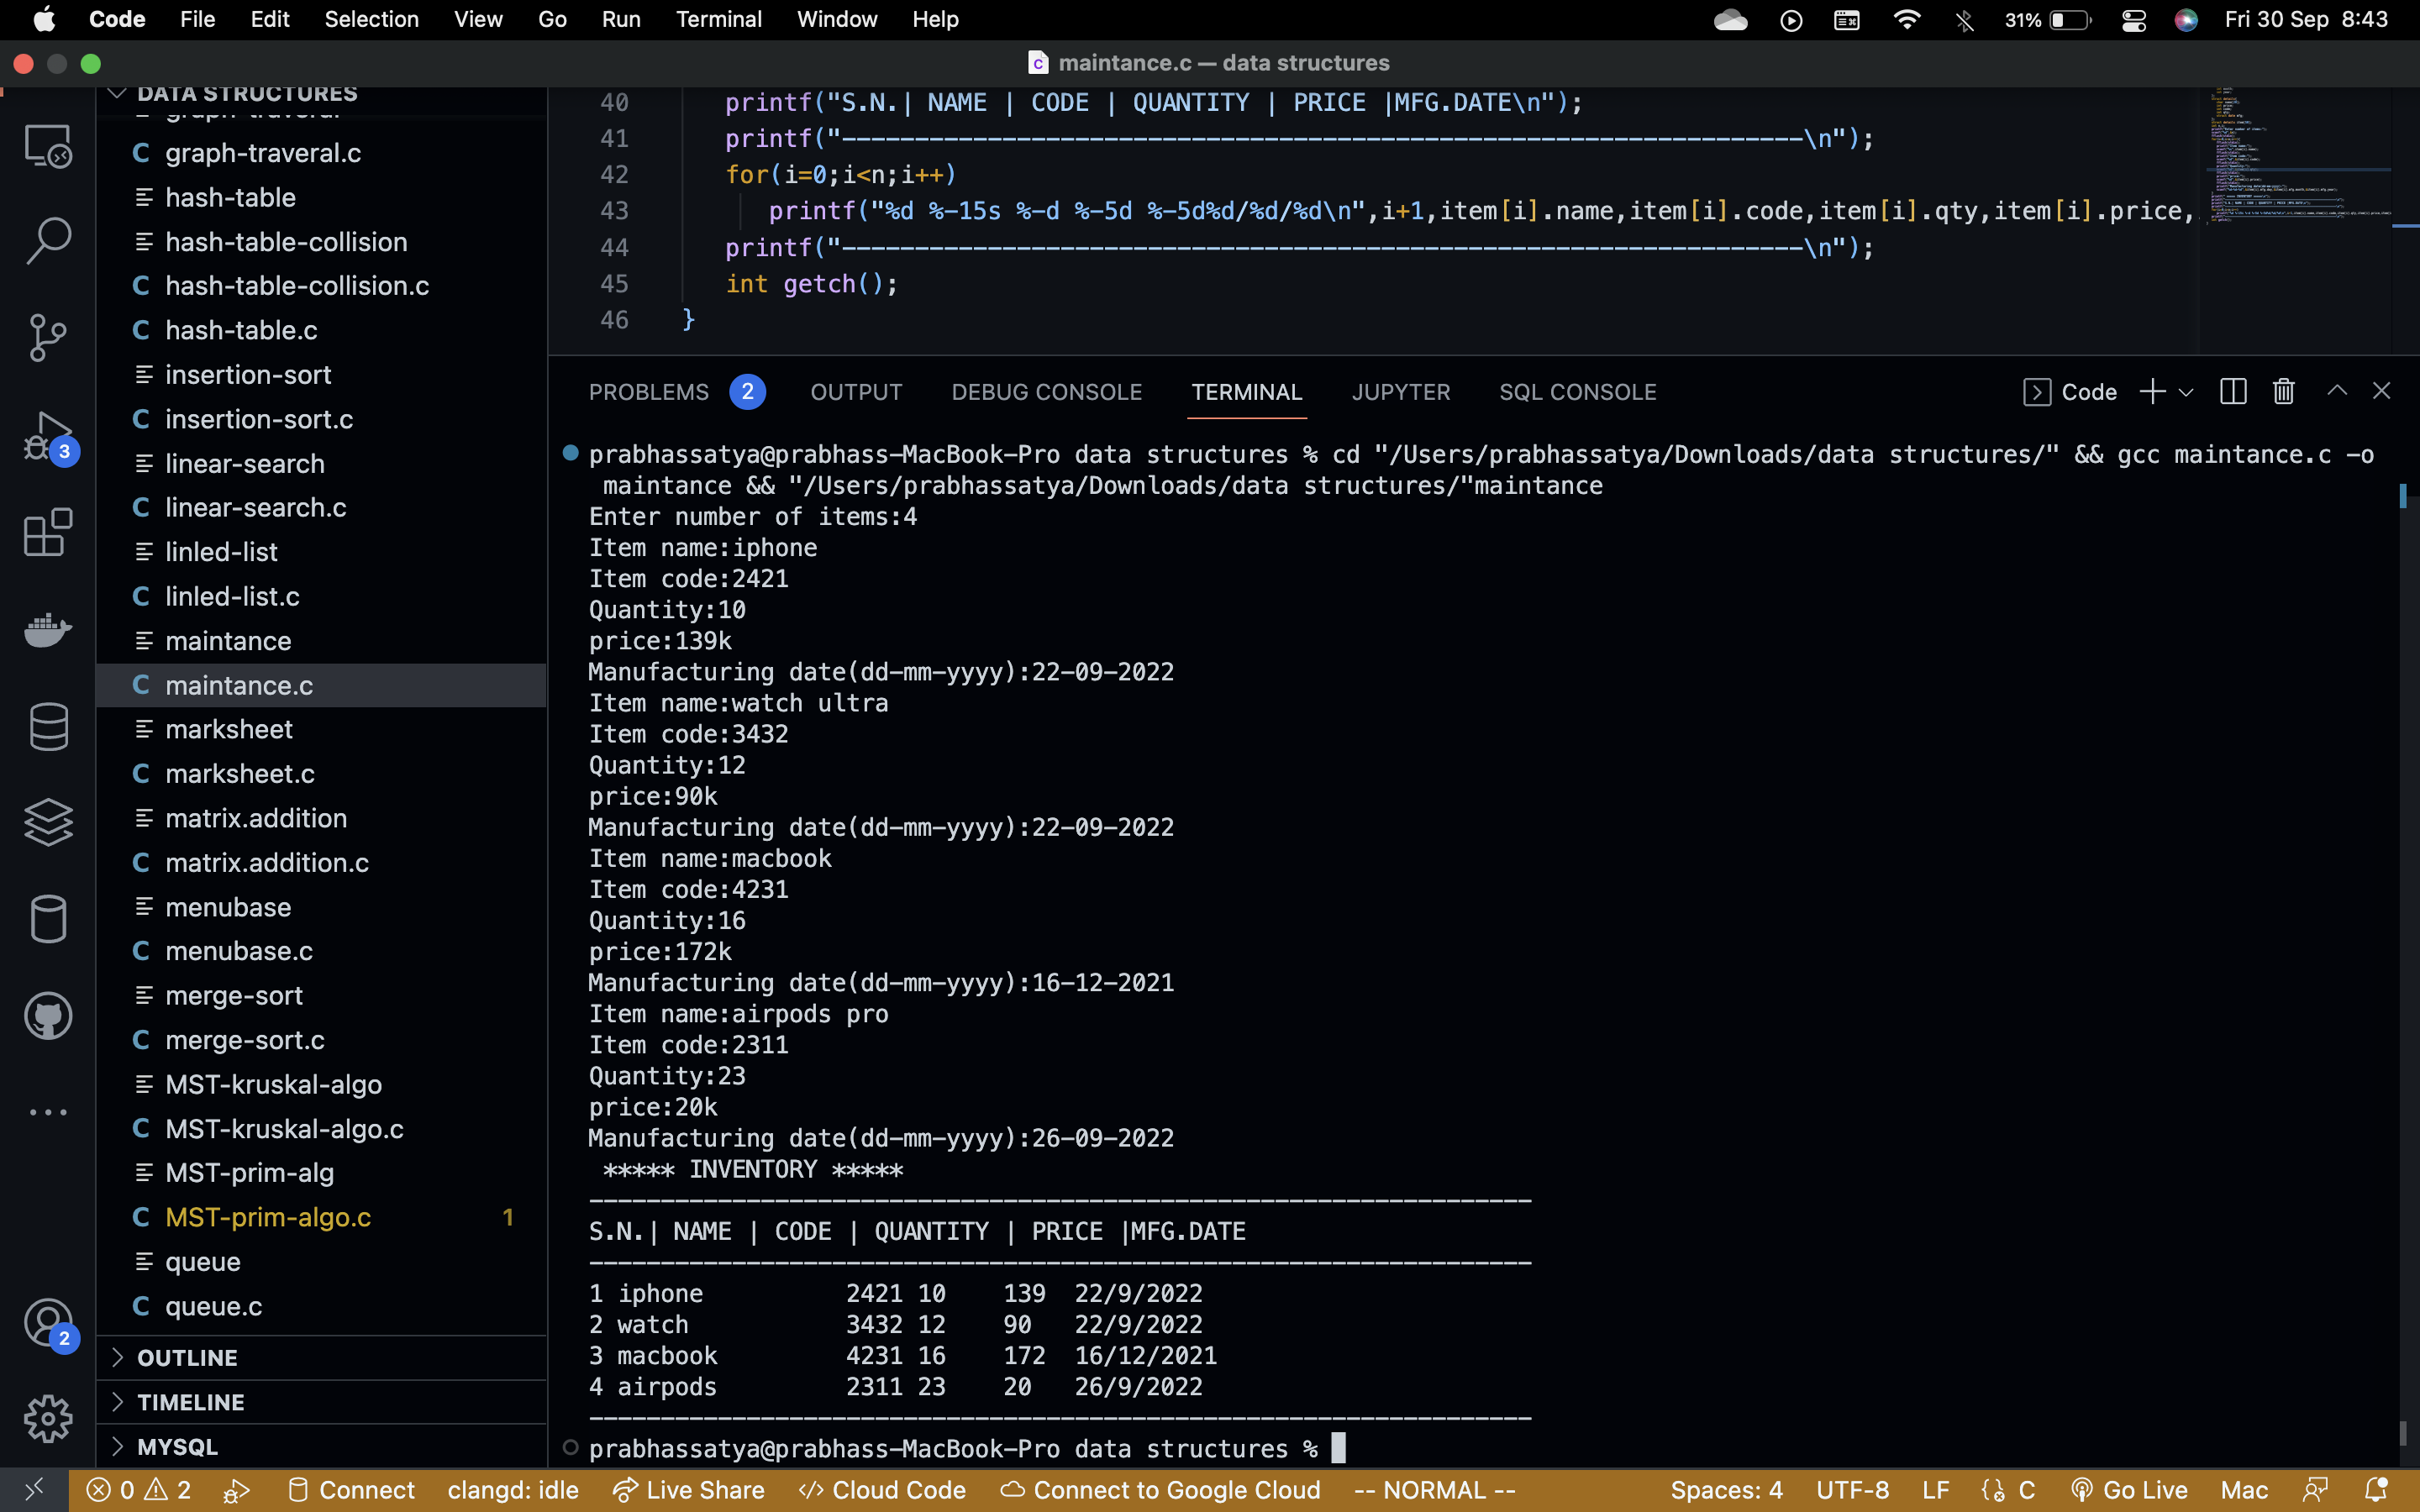 Code File Edit Selection View Go Run Terminal Window Help 31% Fri 30 Sep 8:43
maintance.c — data structures
DATA STRUCTURES
graph-traveral
graph-traveral.c
hash-table
hash-table-collision
hash-table-collision.c
hash-table.c
insertion-sort
insertion-sort.c
linear-search
linear-search.c
linled-list
linled-list.c
maintance
maintance.c
marksheet
marksheet.c
matrix.addition
matrix.addition.c
menubase
menubase.c
merge-sort
merge-sort.c
MST-kruskal-algo
MST-kruskal-algo.c
MST-prim-alg
MST-prim-algo.c 1
queue
queue.c
OUTLINE
TIMELINE
MYSQL
3
2
40 printf("S.N.| NAME | CODE | QUANTITY | PRICE |MFG.DATE\n");
41 printf("-------------------------------------------------------------------\n");
42 for(i=0;i<n;i++)
43 printf("%d %-15s %-d %-5d %-5d%d/%d/%d\n",i+1,item[i].name,item[i].code,item[i].qty,item[i].price,
44 printf("-------------------------------------------------------------------\n");
45 int getch();
46 }
PROBLEMS 2 OUTPUT DEBUG CONSOLE TERMINAL JUPYTER SQL CONSOLE Code
prabhassatya@prabhass-MacBook-Pro data structures % cd "/Users/prabhassatya/Downloads/data structures/" && gcc maintance.c -o
maintance && "/Users/prabhassatya/Downloads/data structures/"maintance
Enter number of items:4
Item name:iphone
Item code:2421
Quantity:10
price:139k
Manufacturing date(dd-mm-yyyy):22-09-2022
Item name:watch ultra
Item code:3432
Quantity:12
price:90k
Manufacturing date(dd-mm-yyyy):22-09-2022
Item name:macbook
Item code:4231
Quantity:16
price:172k
Manufacturing date(dd-mm-yyyy):16-12-2021
Item name:airpods pro
Item code:2311
Quantity:23
price:20k
Manufacturing date(dd-mm-yyyy):26-09-2022
***** INVENTORY *****
------------------------------------------------------------------
S.N.| NAME | CODE | QUANTITY | PRICE |MFG.DATE
------------------------------------------------------------------
1 iphone 2421 10 139 22/9/2022
2 watch 3432 12 90 22/9/2022
3 macbook 4231 16 172 16/12/2021
4 airpods 2311 23 20 26/9/2022
------------------------------------------------------------------
prabhassatya@prabhass-MacBook-Pro data structures %
0 2 Connect clangd: idle Live Share Cloud Code Connect to Google Cloud -- NORMAL -- Spaces: 4 UTF-8 LF C Go Live Mac